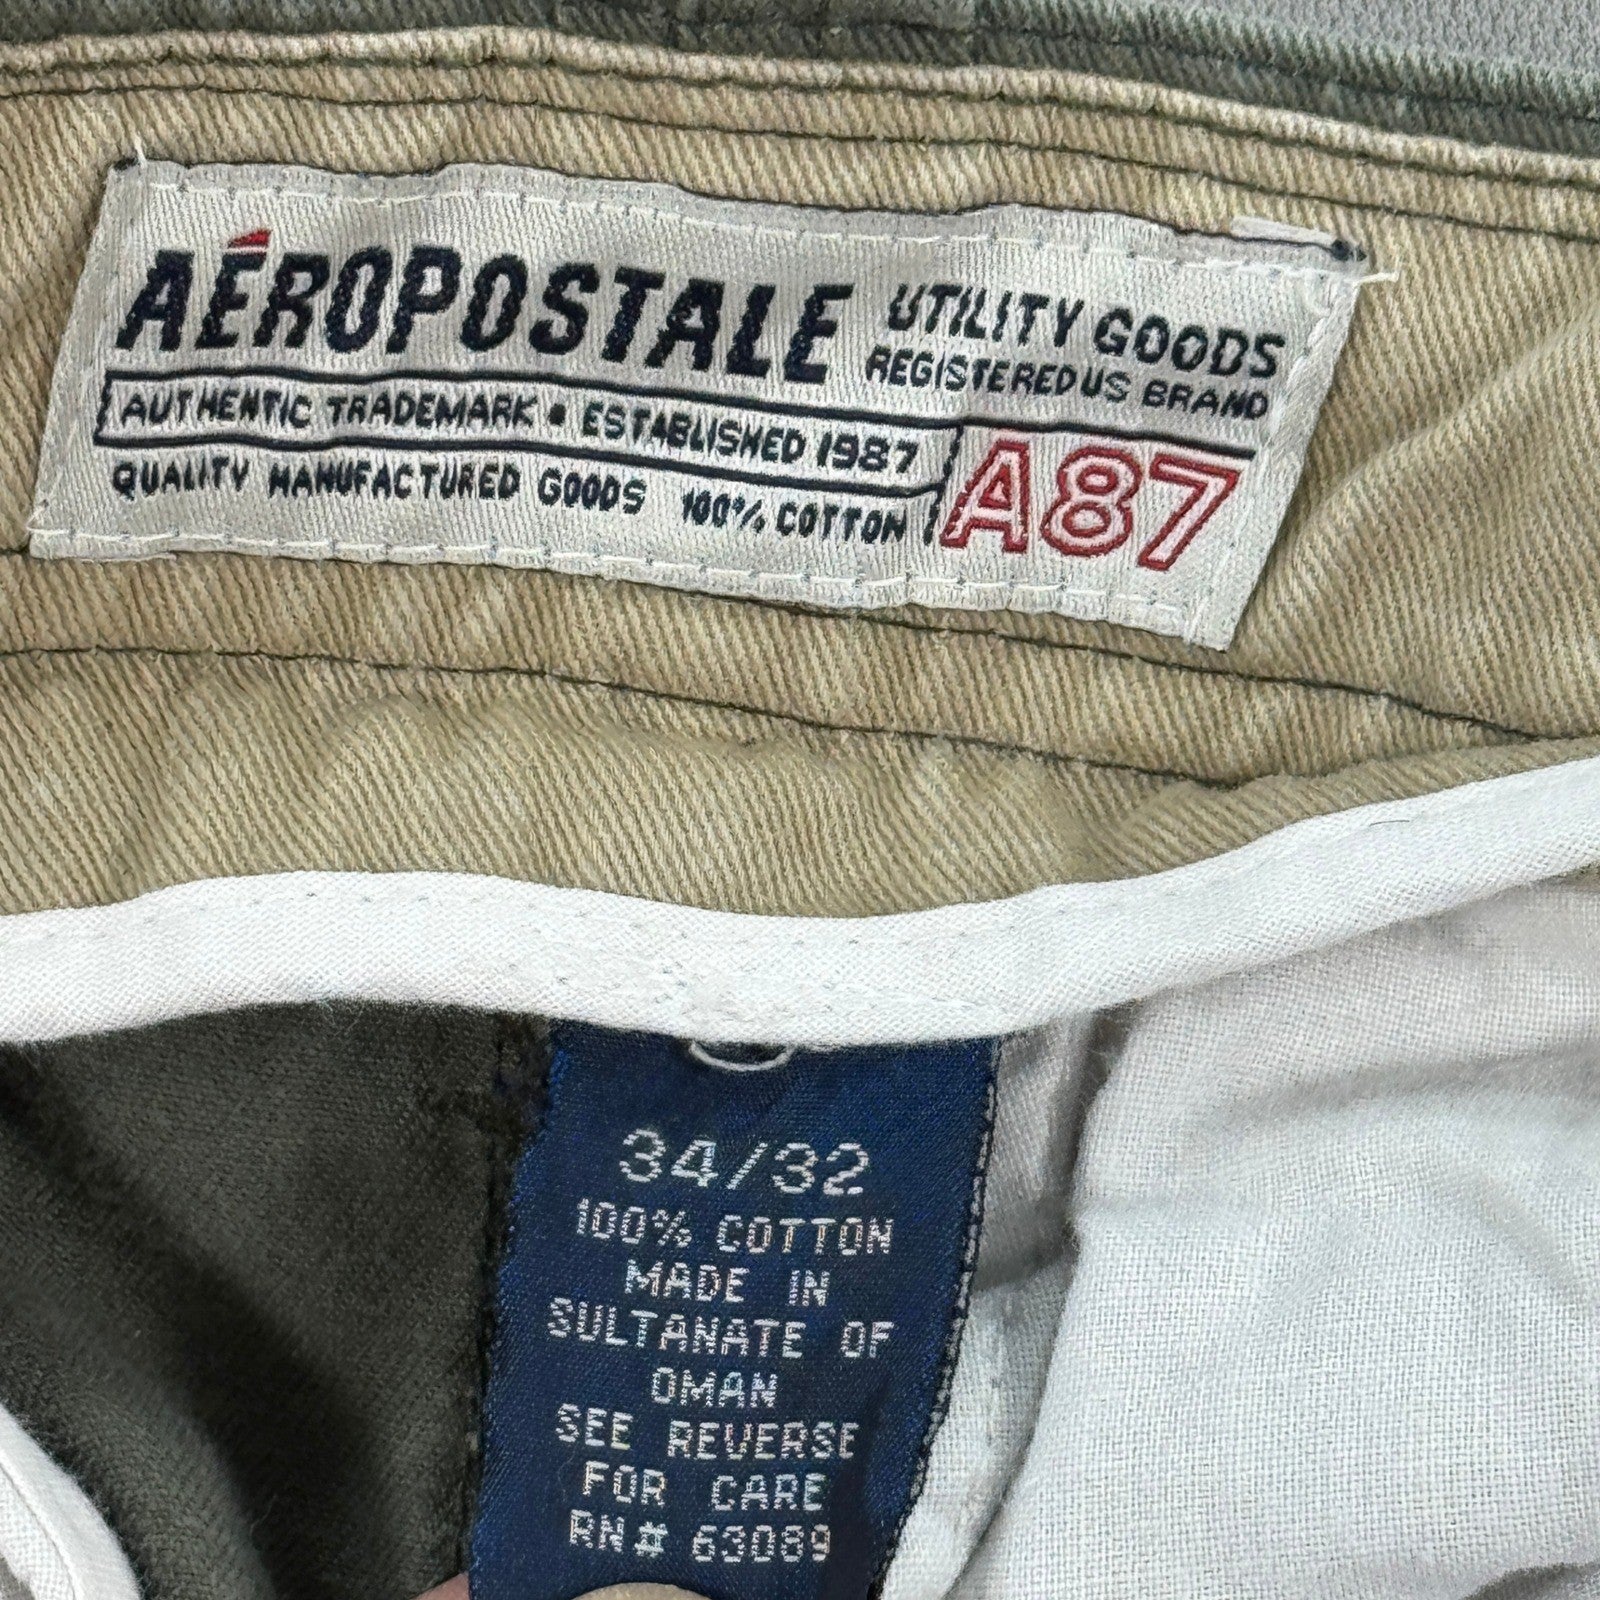 AÉROPOSTALE
UTILITY GOODS
REGISTERED US BRAND
AUTHENTIC TRADEMARK • ESTABLISHED 1987
QUALITY MANUFACTURED GOODS 100% COTTON
A87
34/32
100% COTTON
MADE IN
SULTANATE OF
OMAN
SEE REVERSE
FOR CARE
RN# 63089